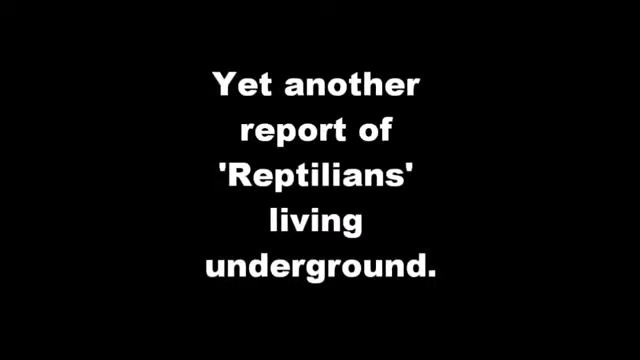 Yet another
report of
'Reptilians'
living
underground.